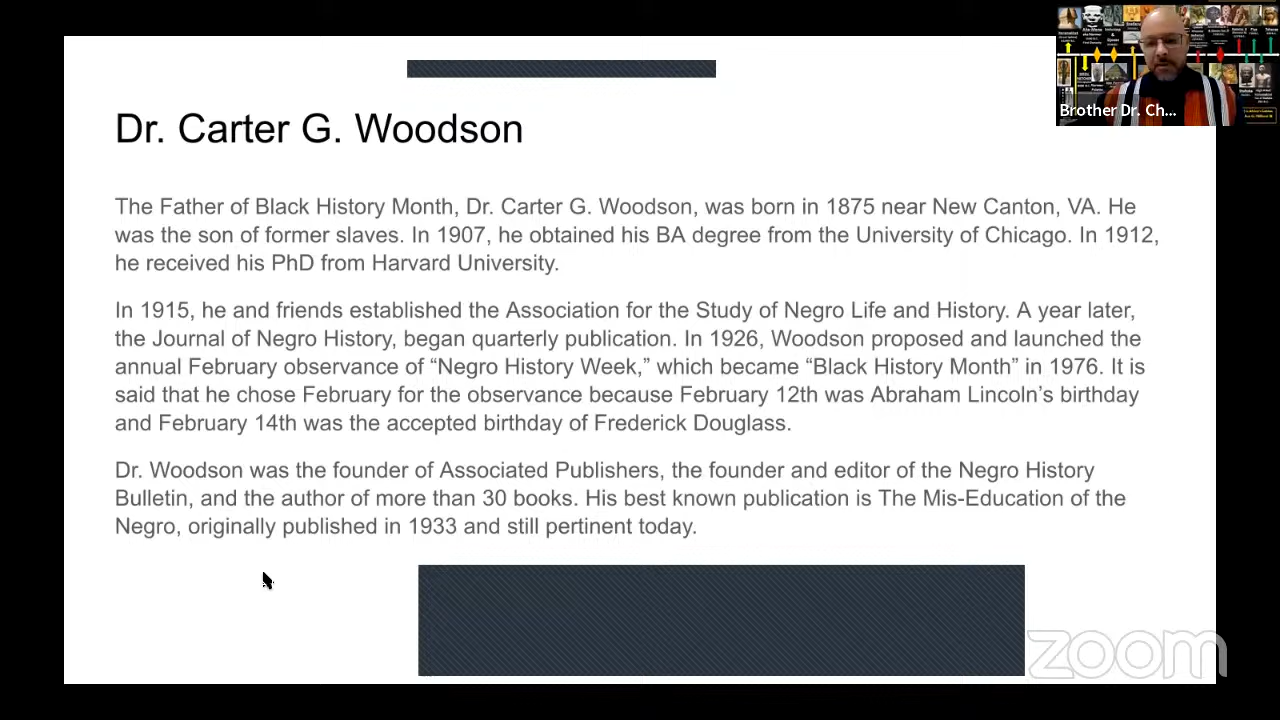 Dr. Carter G. Woodson
The Father of Black History Month, Dr. Carter G. Woodson, was born in 1875 near New Canton, VA. He
was the son of former slaves. In 1907, he obtained his BA degree from the University of Chicago. In 1912,
he received his PhD from Harvard University.
In 1915, he and friends established the Association for the Study of Negro Life and History. A year later,
the Journal of Negro History, began quarterly publication. In 1926, Woodson proposed and launched the
annual February observance of “Negro History Week,” which became “Black History Month” in 1976. It is
said that he chose February for the observance because February 12th was Abraham Lincoln’s birthday
and February 14th was the accepted birthday of Frederick Douglass.
Dr. Woodson was the founder of Associated Publishers, the founder and editor of the Negro History
Bulletin, and the author of more than 30 books. His best known publication is The Mis-Education of the
Negro, originally published in 1933 and still pertinent today.
Brother Dr. Ch...
zoom